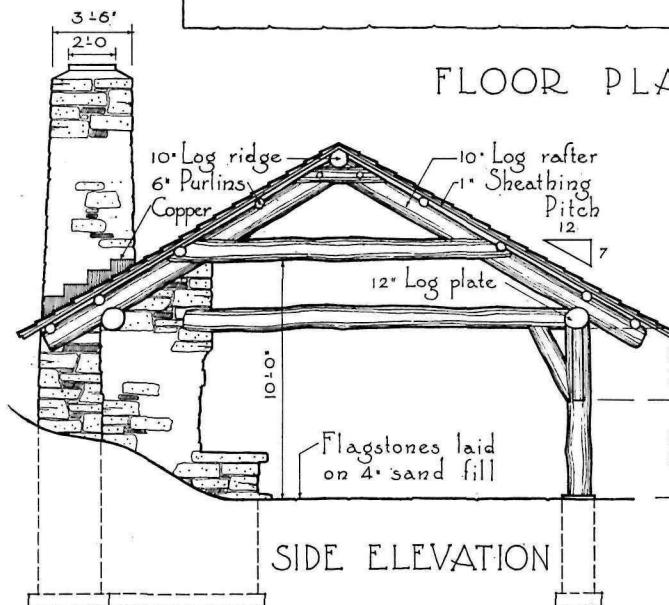 3'-6"
2'-0
FLOOR PLA
10" Log ridge
6" Purlins
Copper
10" Log rafter
1" Sheathing
Pitch
12
7
12" Log plate
10'-0"
Flagstones laid
on 4" sand fill
SIDE ELEVATION